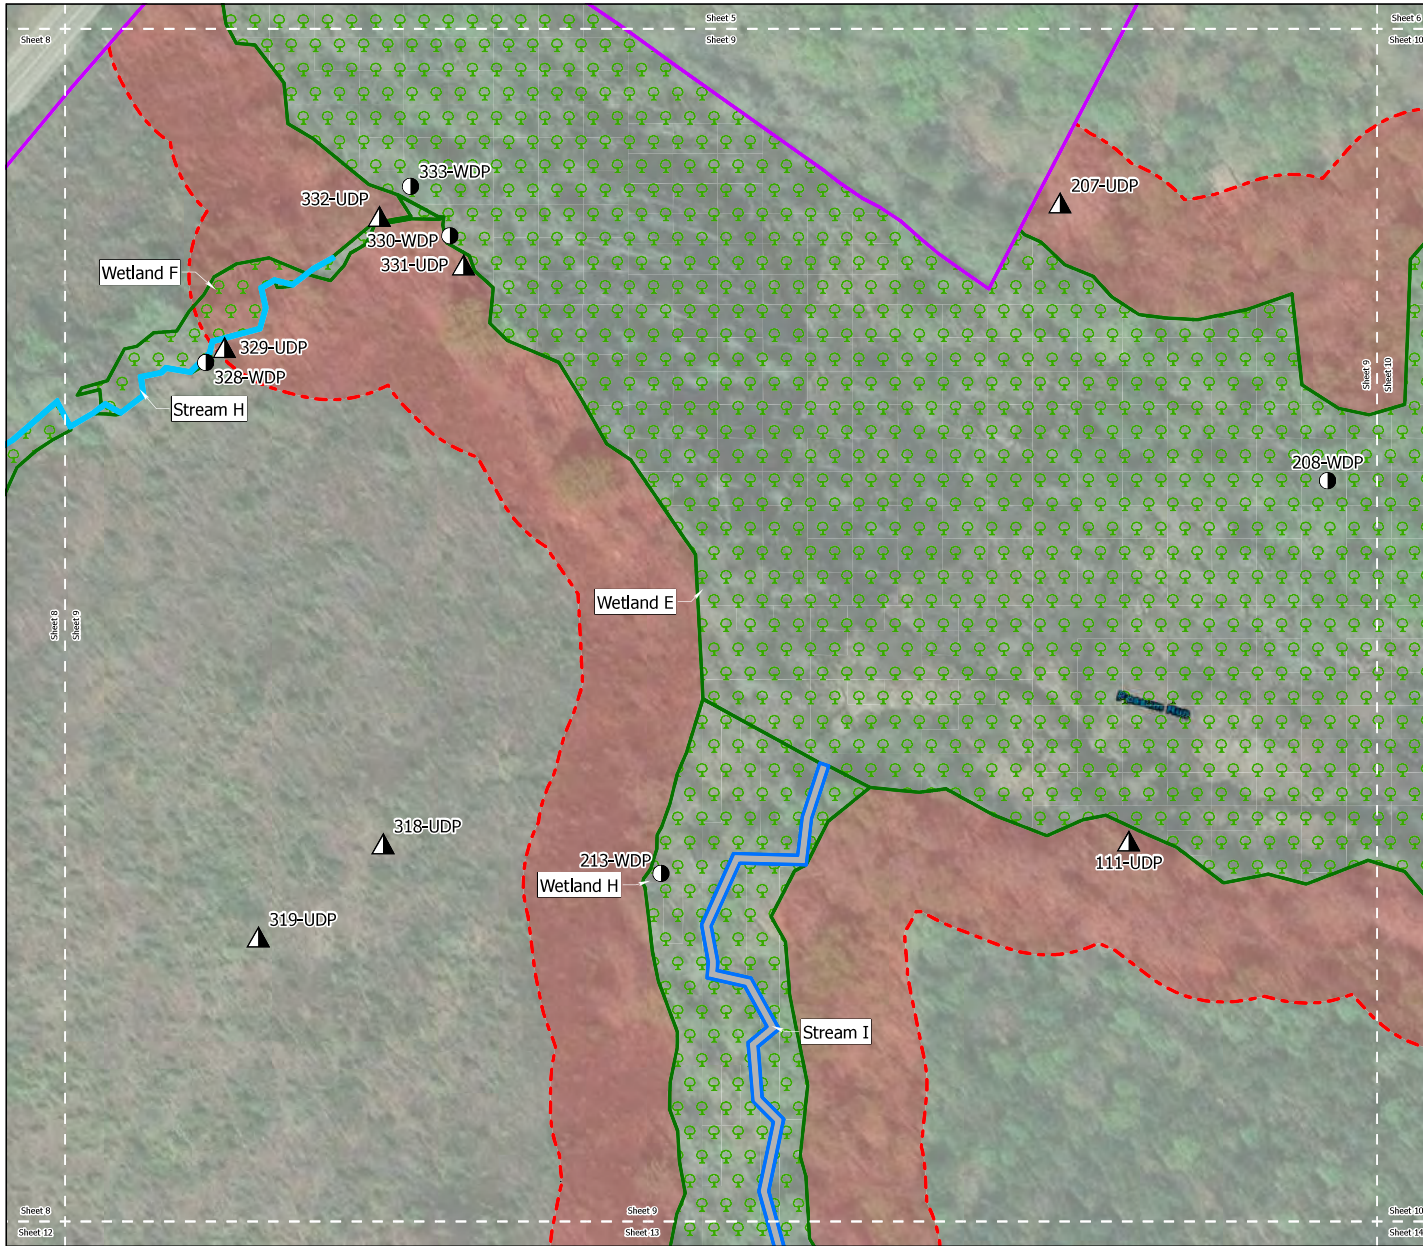 Sheet 5
Sheet 6
Sheet 8
Sheet 9
Sheet 10
333-WDP
332-UDP
207-UDP
330-WDP
331-UDP
Wetland F
329-UDP
328-WDP
Stream H
Sheet 9
Sheet 10
208-WDP
Wetland E
Sheet 8
Sheet 9
Possum Run
318-UDP
213-WDP
111-UDP
Wetland H
319-UDP
Stream I
Sheet 8
Sheet 9
Sheet 10
Sheet 12
Sheet 13
Sheet 14